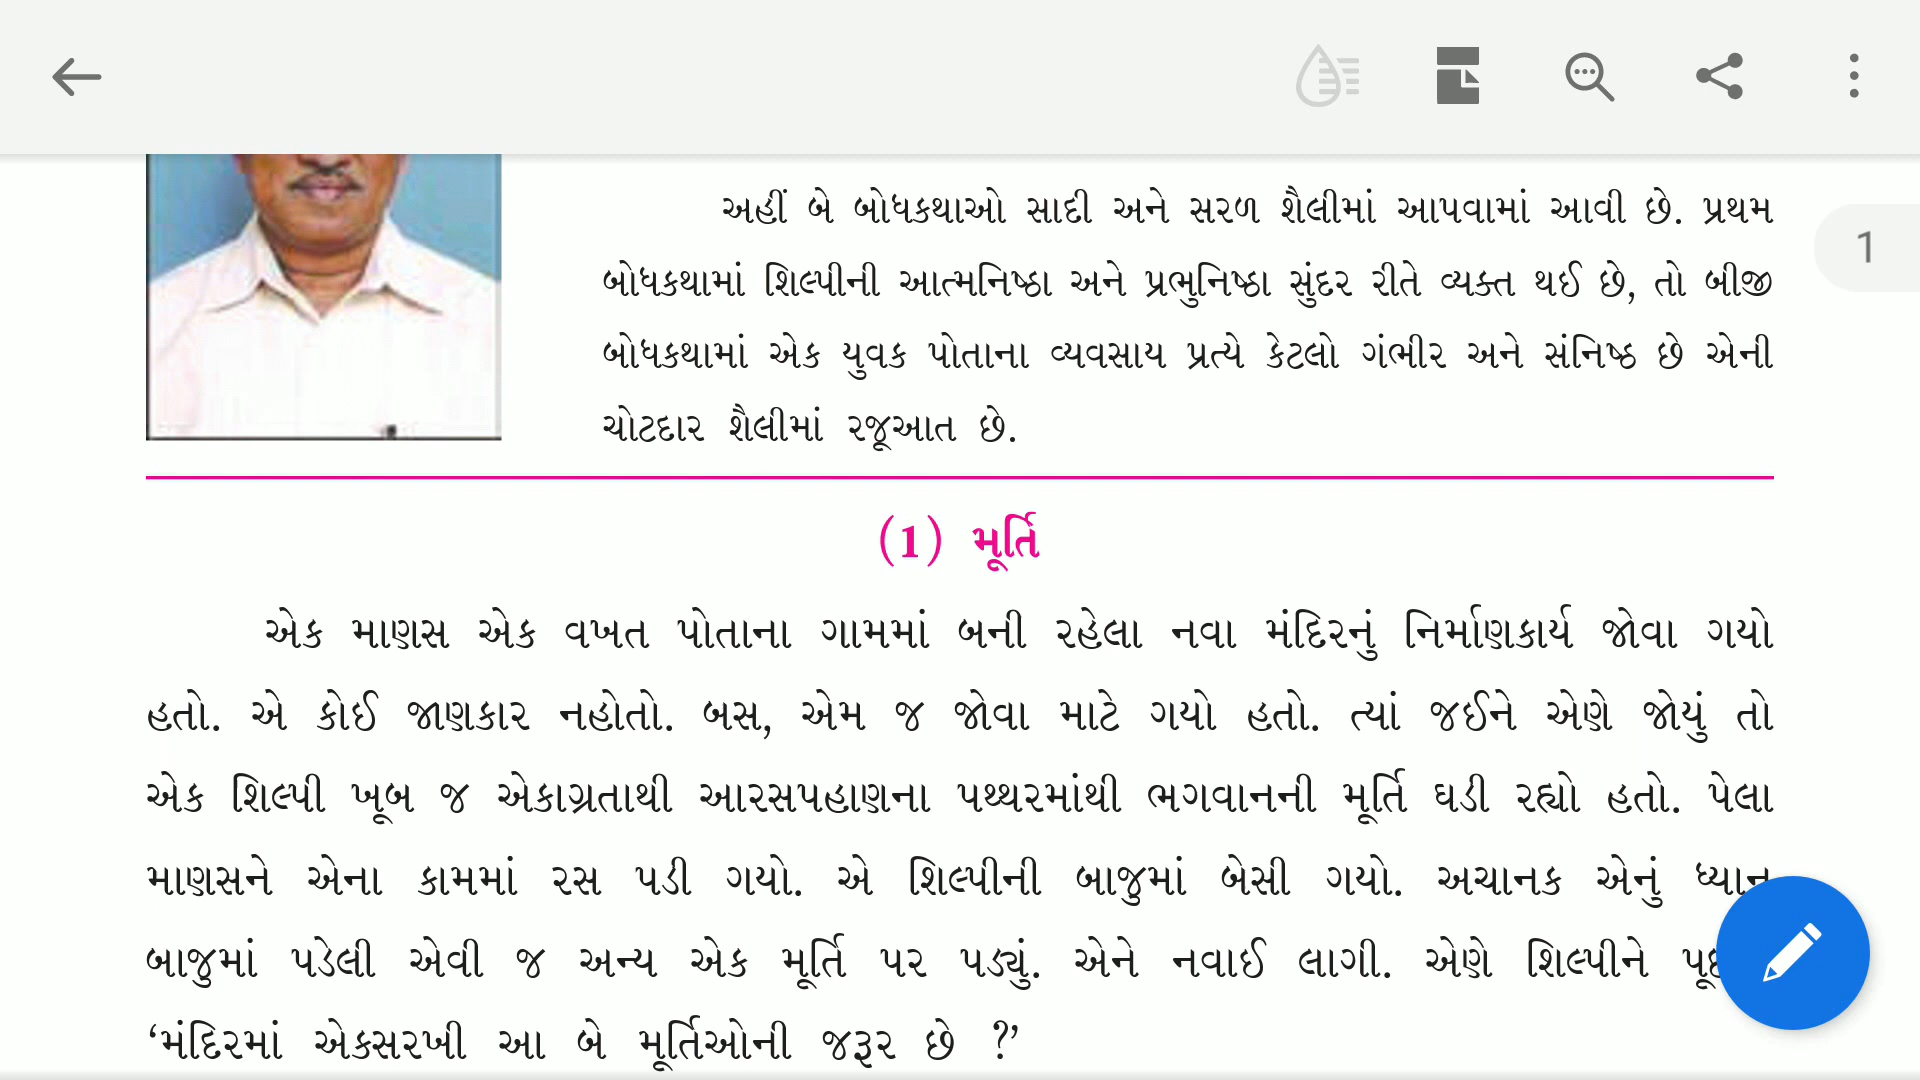 અહીં બે બોધકથાઓ સાદી અને સરળ શૈલીમાં આપવામાં આવી છે. પ્રથમ
1
બોધકથામાં શિલ્પીની આત્મનિષ્ઠા અને પ્રભુનિષ્ઠા સુંદર રીતે વ્યક્ત થઈ છે, તો બીજી
બોધકથામાં એક યુવક પોતાના વ્યવસાય પ્રત્યે કેટલો ગંભીર અને સંનિષ્ઠ છે એની
ચોટદાર શૈલીમાં રજૂઆત છે.
(1) મૂર્તિ
એક માણસ એક વખત પોતાના ગામમાં બની રહેલા નવા મંદિરનું નિર્માણકાર્ય જોવા ગયો
હતો. એ કોઈ જાણકાર નહોતો. બસ, એમ જ જોવા માટે ગયો હતો. ત્યાં જઈને એણે જોયું તો
એક શિલ્પી ખૂબ જ એકાગ્રતાથી આરસપહાણના પથ્થરમાંથી ભગવાનની મૂર્તિ ઘડી રહ્યો હતો. પેલા
માણસને એના કામમાં રસ પડી ગયો. એ શિલ્પીની બાજુમાં બેસી ગયો. અચાનક એનું ધ્યાન
બાજુમાં પડેલી એવી જ અન્ય એક મૂર્તિ પર પડ્યું. એને નવાઈ લાગી. એણે શિલ્પીને
‘મંદિરમાં એક્સરખી આ બે મૂર્તિઓની જરૂર છે ?’